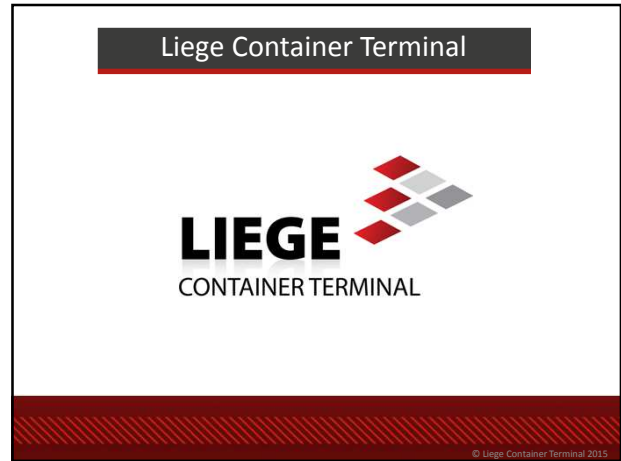 Liege Container Terminal
LIEGE
CONTAINER TERMINAL
© Liege Container Terminal 2015